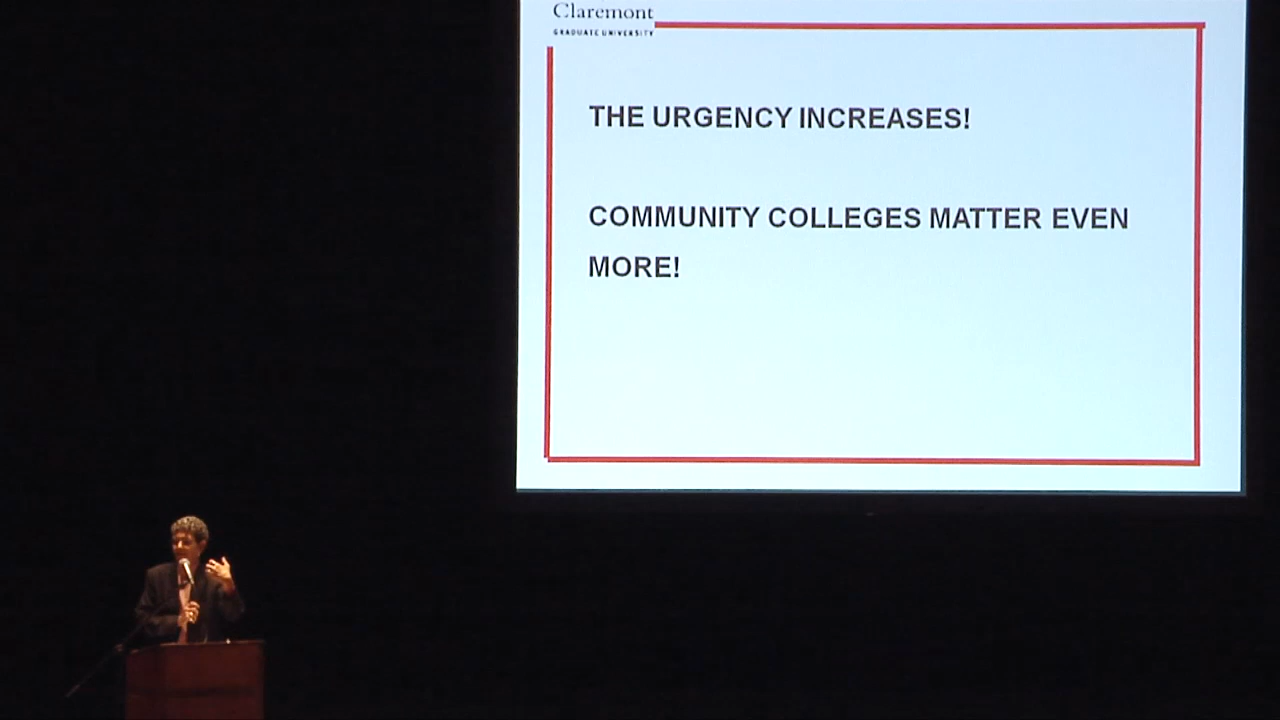 Claremont
GRADUATE UNIVERSITY
THE URGENCY INCREASES!
COMMUNITY COLLEGES MATTER EVEN
MORE!